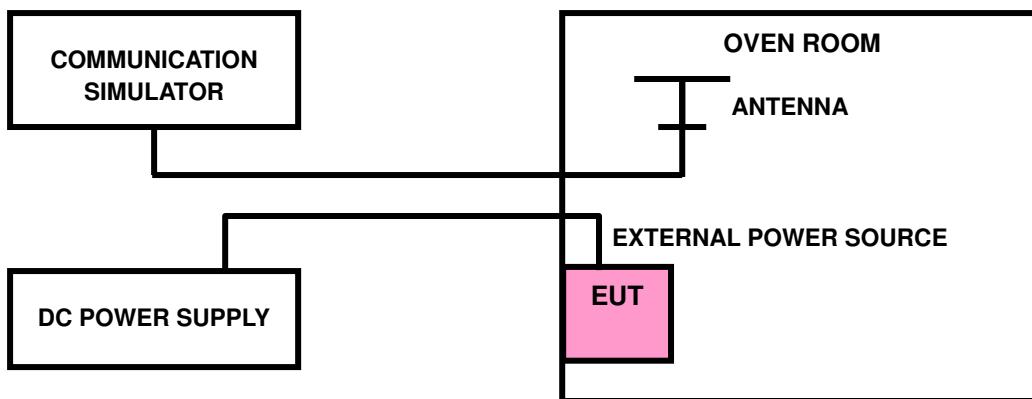 COMMUNICATION
SIMULATOR
OVEN ROOM
ANTENNA
EXTERNAL POWER SOURCE
DC POWER SUPPLY
EUT